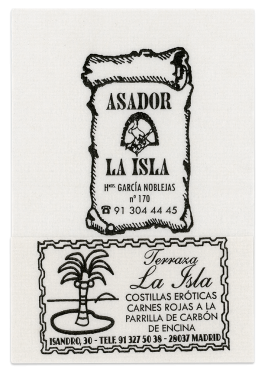 ASADOR
LA ISLA
Hnos. GARCÍA NOBLEJAS
nº 170
☎ 91 304 44 45
Terraza
La Isla
COSTILLAS ERÓTICAS
CARNES ROJAS A LA
PARRILLA DE CARBÓN
DE ENCINA
ISANDRO, 30 - TELF. 91 327 50 38 - 28037 MADRID